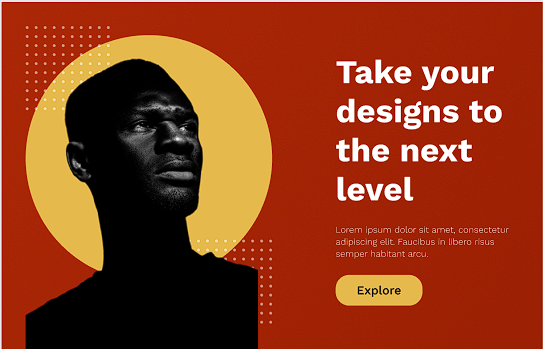 Take your
designs to
the next
level
Lorem ipsum dolor sit amet, consectetur
adipiscing elit. Faucibus in libero risus
semper habitant arcu.
Explore